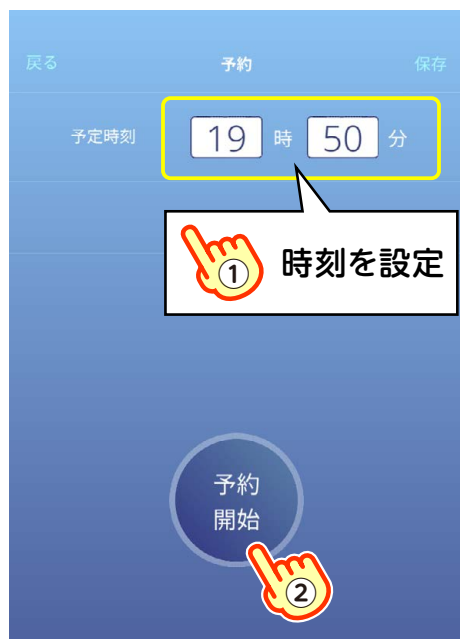 戻る 予約 保存
予定時刻 19 時 50 分
① 時刻を設定
予約
開始
②